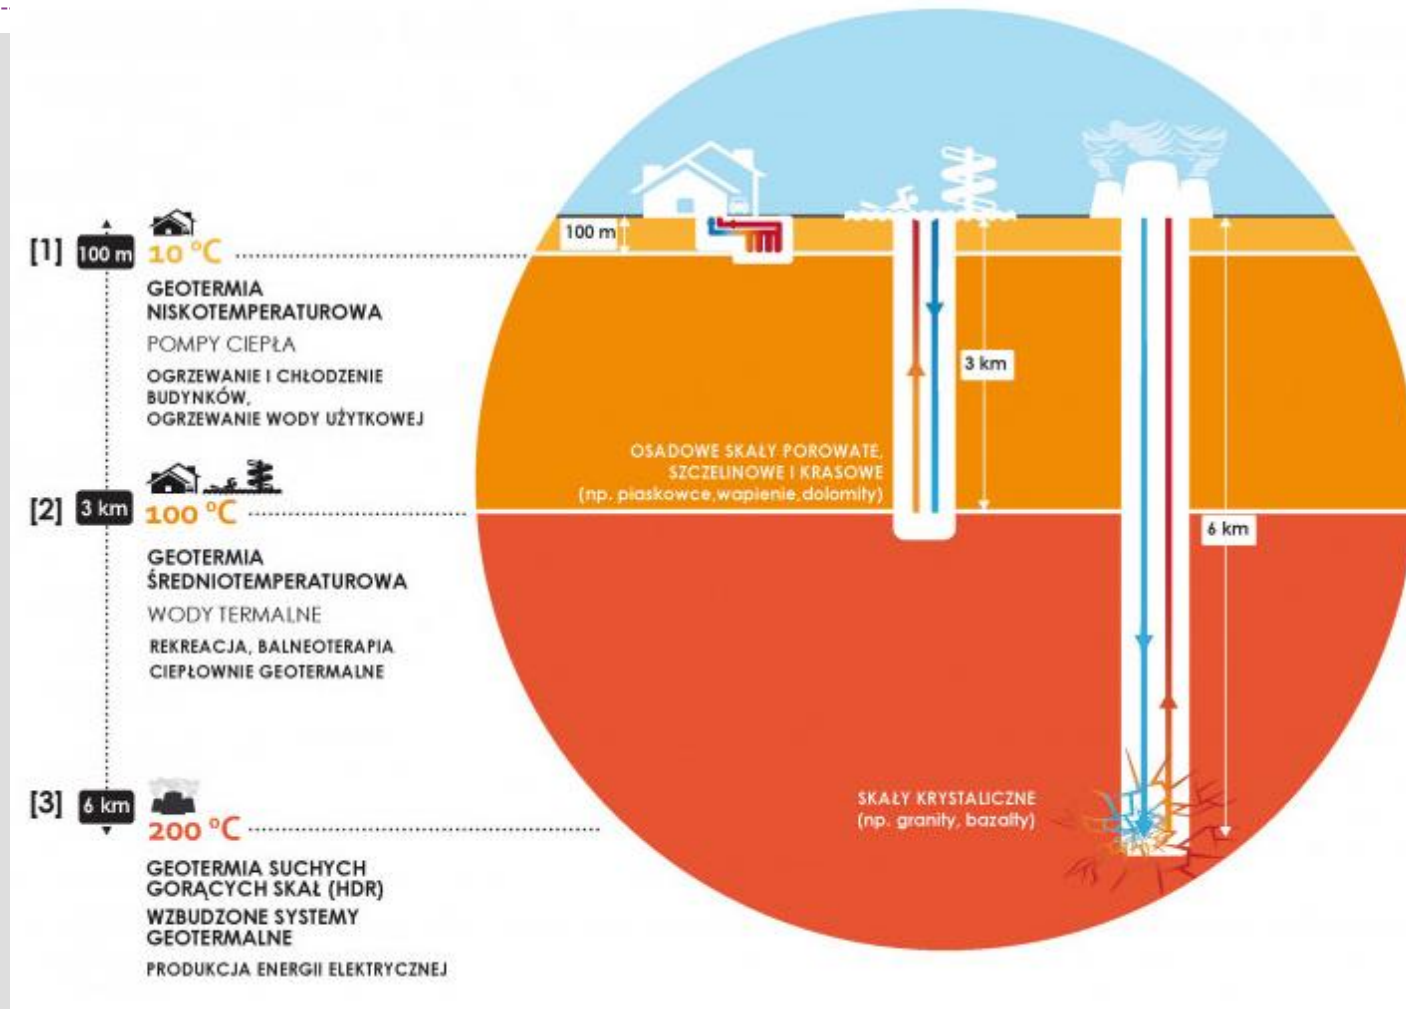 [1] 100 m 10 °C
GEOTERMIA
NISKOTEMPERATUROWA
POMPY CIEPŁA
OGRZEWANIE I CHŁODZENIE
BUDYNKÓW,
OGRZEWANIE WODY UŻYTKOWEJ
[2] 3 km 100 °C
GEOTERMIA
ŚREDNIOTEMPERATUROWA
WODY TERMALNE
REKREACJA, BALNEOTERAPIA
CIEPŁOWNIE GEOTERMALNE
[3] 6 km 200 °C
GEOTERMIA SUCHYCH
GORĄCYCH SKAŁ (HDR)
WZBUDZONE SYSTEMY
GEOTERMALNE
PRODUKCJA ENERGII ELEKTRYCZNEJ
100 m
3 km
OSADOWE SKAŁY POROWATE,
SZCZELINOWE I KRASOWE
(np. piaskowce,wapienie,dolomity)
6 km
SKAŁY KRYSTALICZNE
(np. granity, bazalty)